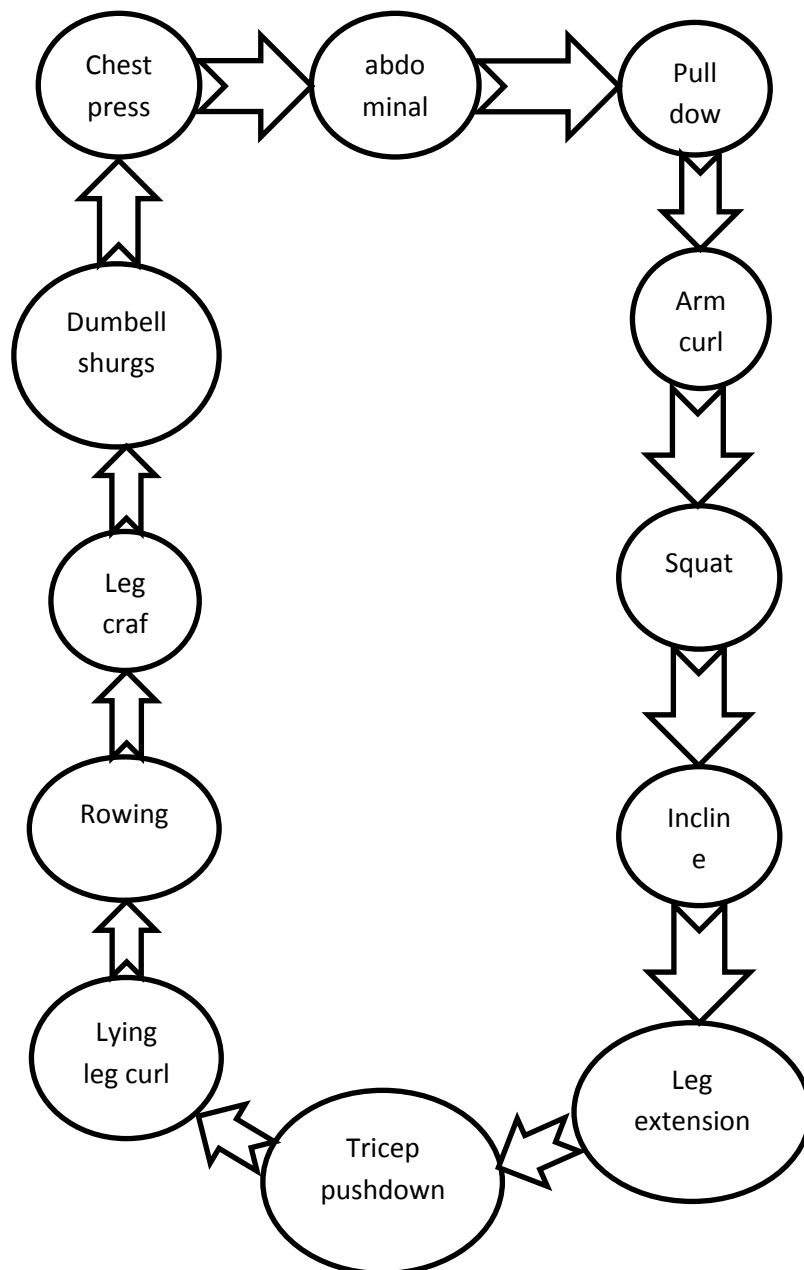 Chest
press
abdo
minal
Pull
dow
Arm
curl
Squat
Inclin
e
Leg
extension
Tricep
pushdown
Lying
leg curl
Rowing
Leg
craf
Dumbell
shurgs